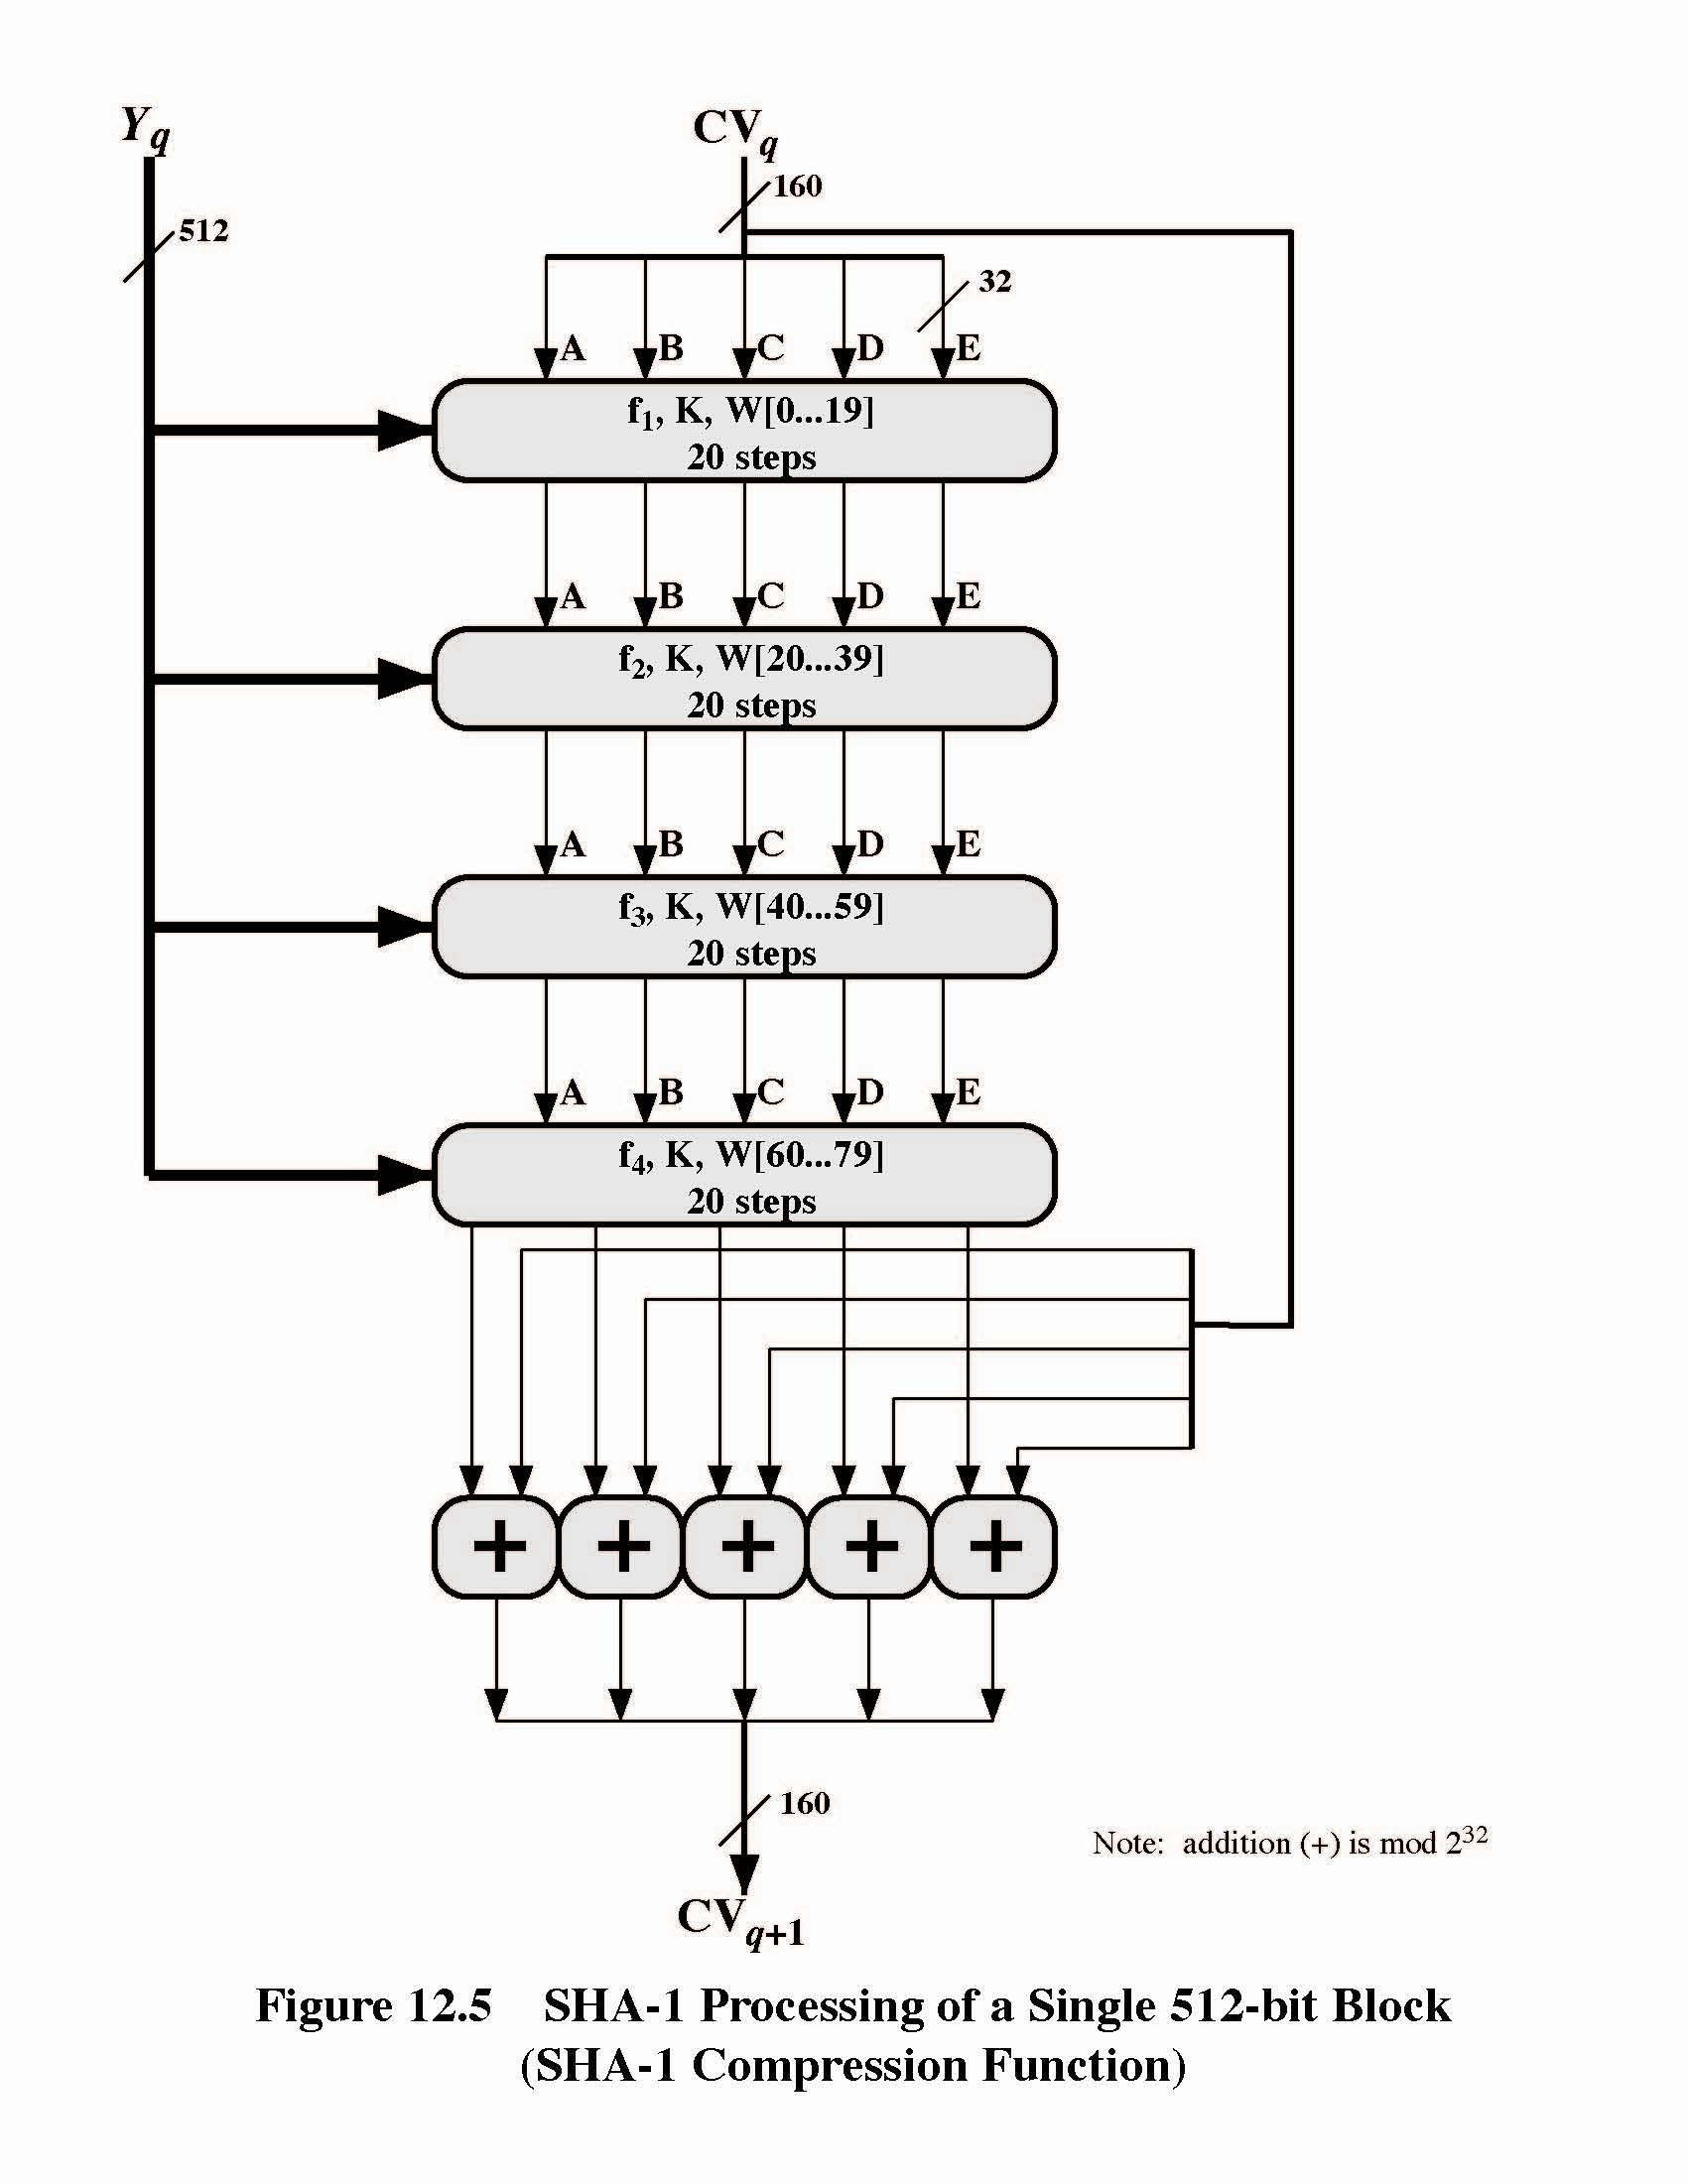 Yq
CVq
160
512
32
A B C D E
f1, K, W[0...19]
20 steps
A B C D E
f2, K, W[20...39]
20 steps
A B C D E
f3, K, W[40...59]
20 steps
A B C D E
f4, K, W[60...79]
20 steps
+ + + + +
160
Note: addition (+) is mod 2^32
CVq+1
Figure 12.5 SHA-1 Processing of a Single 512-bit Block
(SHA-1 Compression Function)